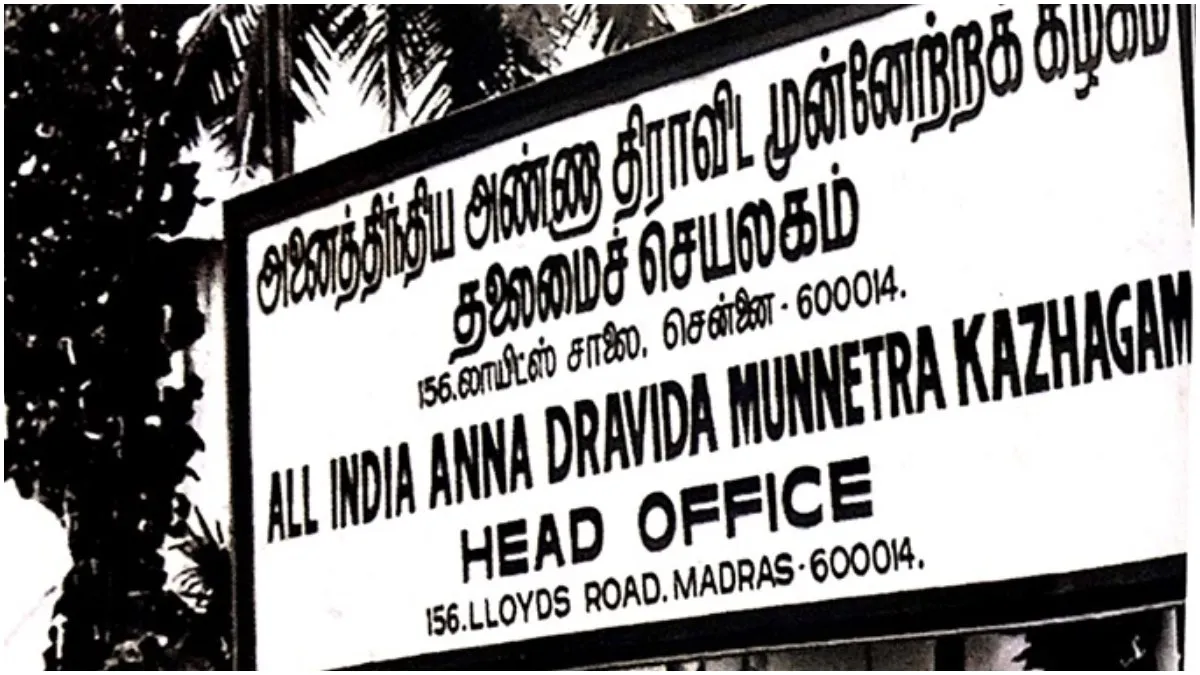 அனைத்திந்திய அண்ணா திராவிட முன்னேற்றக் கழகம்
தலைமைச் செயலகம்
156.லாயிட்ஸ் சாலை, சென்னை - 600014.
ALL INDIA ANNA DRAVIDA MUNNETRA KAZHAGAM
HEAD OFFICE
156.LLOYDS ROAD.MADRAS-600014.